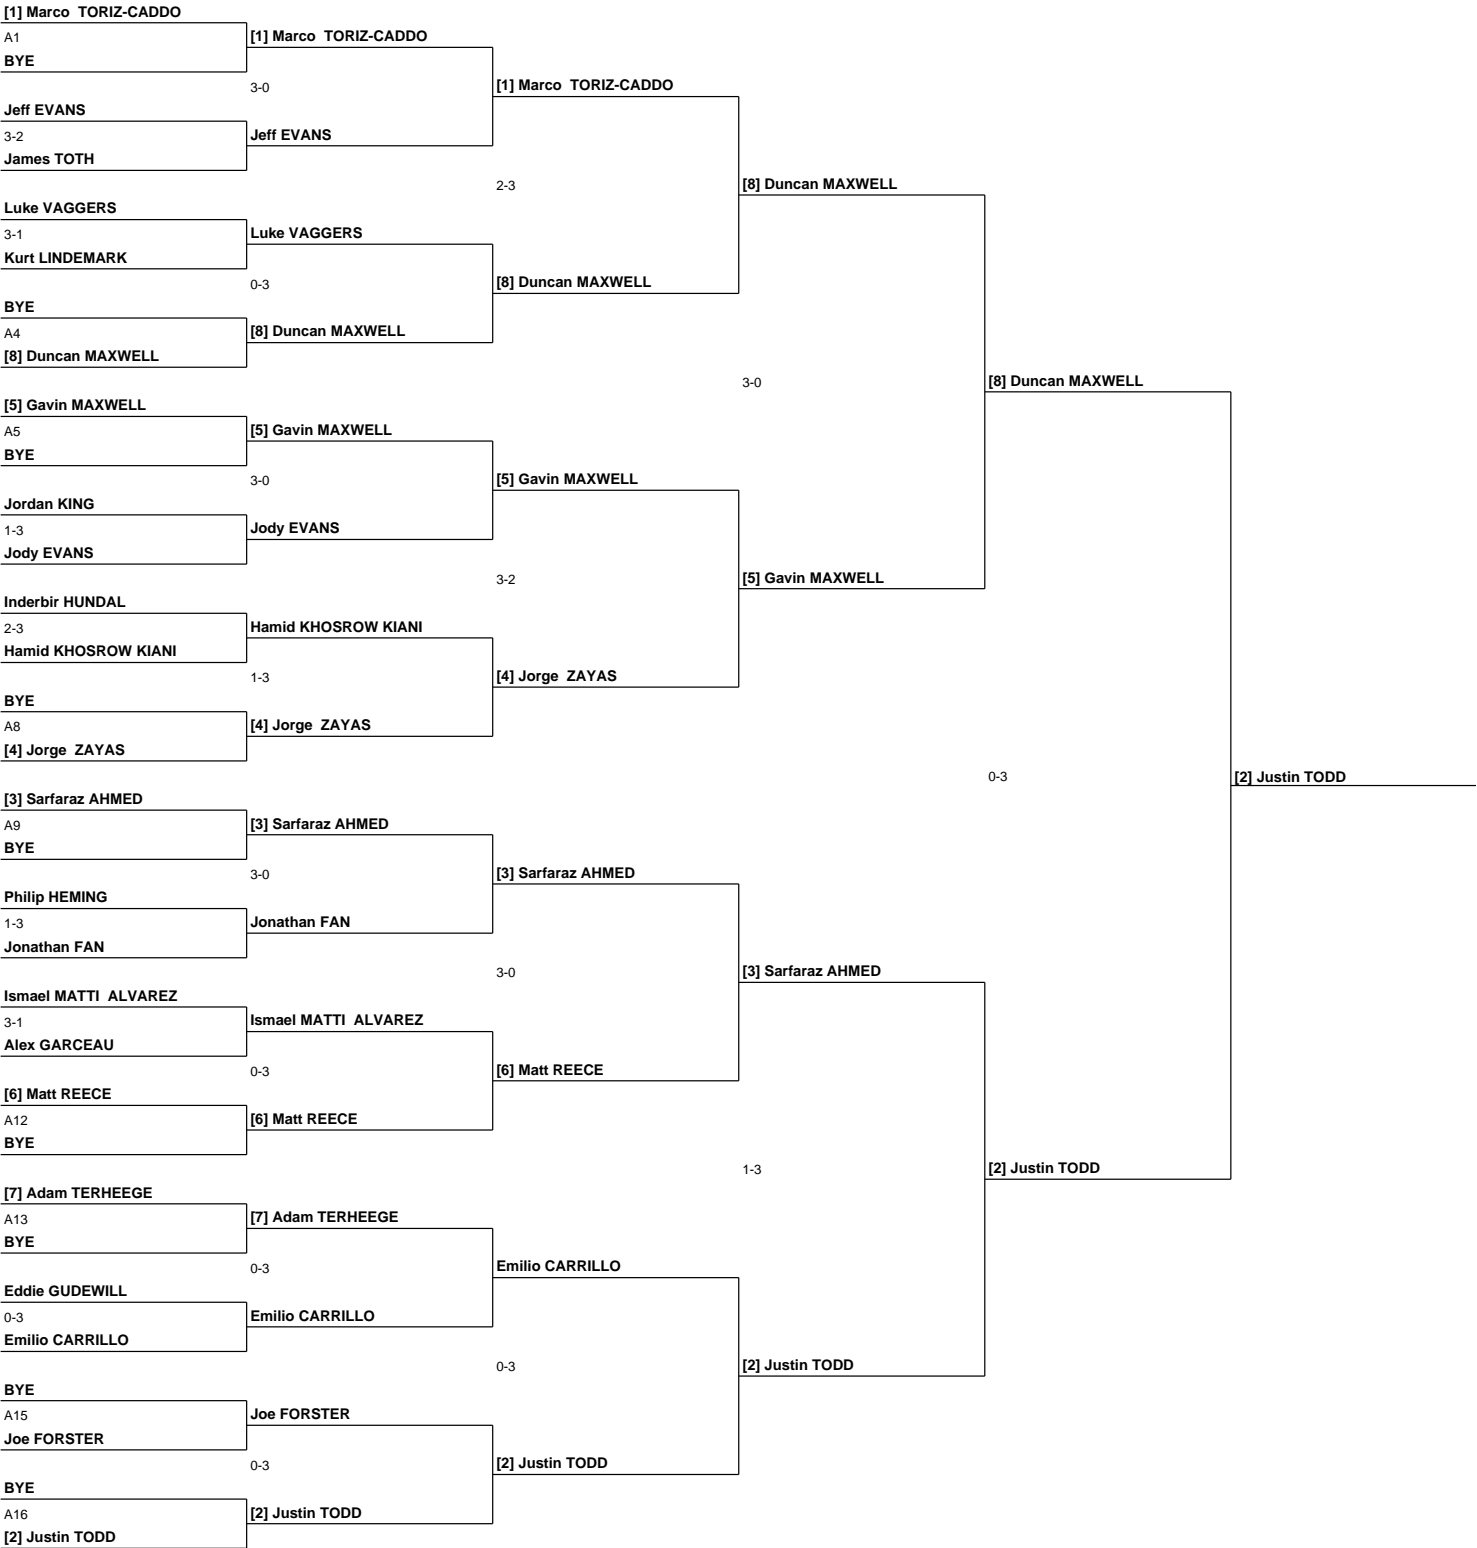 [1] Marco  TORIZ-CADDO
A1
[1] Marco  TORIZ-CADDO
BYE
[1] Marco  TORIZ-CADDO
3-0
Jeff EVANS
3-2
Jeff EVANS
James TOTH
2-3
[8] Duncan MAXWELL
Luke VAGGERS
3-1
Luke VAGGERS
Kurt LINDEMARK
0-3
[8] Duncan MAXWELL
BYE
A4
[8] Duncan MAXWELL
[8] Duncan MAXWELL
3-0
[8] Duncan MAXWELL
[5] Gavin MAXWELL
A5
[5] Gavin MAXWELL
BYE
3-0
[5] Gavin MAXWELL
Jordan KING
1-3
Jody EVANS
Jody EVANS
3-2
[5] Gavin MAXWELL
Inderbir HUNDAL
2-3
Hamid KHOSROW KIANI
Hamid KHOSROW KIANI
1-3
[4] Jorge  ZAYAS
BYE
A8
[4] Jorge  ZAYAS
[4] Jorge  ZAYAS
0-3
[2] Justin TODD
[3] Sarfaraz AHMED
A9
[3] Sarfaraz AHMED
BYE
3-0
[3] Sarfaraz AHMED
Philip HEMING
1-3
Jonathan FAN
Jonathan FAN
3-0
[3] Sarfaraz AHMED
Ismael MATTI  ALVAREZ
3-1
Ismael MATTI  ALVAREZ
Alex GARCEAU
0-3
[6] Matt REECE
[6] Matt REECE
A12
[6] Matt REECE
BYE
1-3
[2] Justin TODD
[7] Adam TERHEEGE
A13
[7] Adam TERHEEGE
BYE
0-3
Emilio CARRILLO
Eddie GUDEWILL
0-3
Emilio CARRILLO
Emilio CARRILLO
0-3
[2] Justin TODD
BYE
A15
Joe FORSTER
Joe FORSTER
0-3
[2] Justin TODD
BYE
A16
[2] Justin TODD
[2] Justin TODD